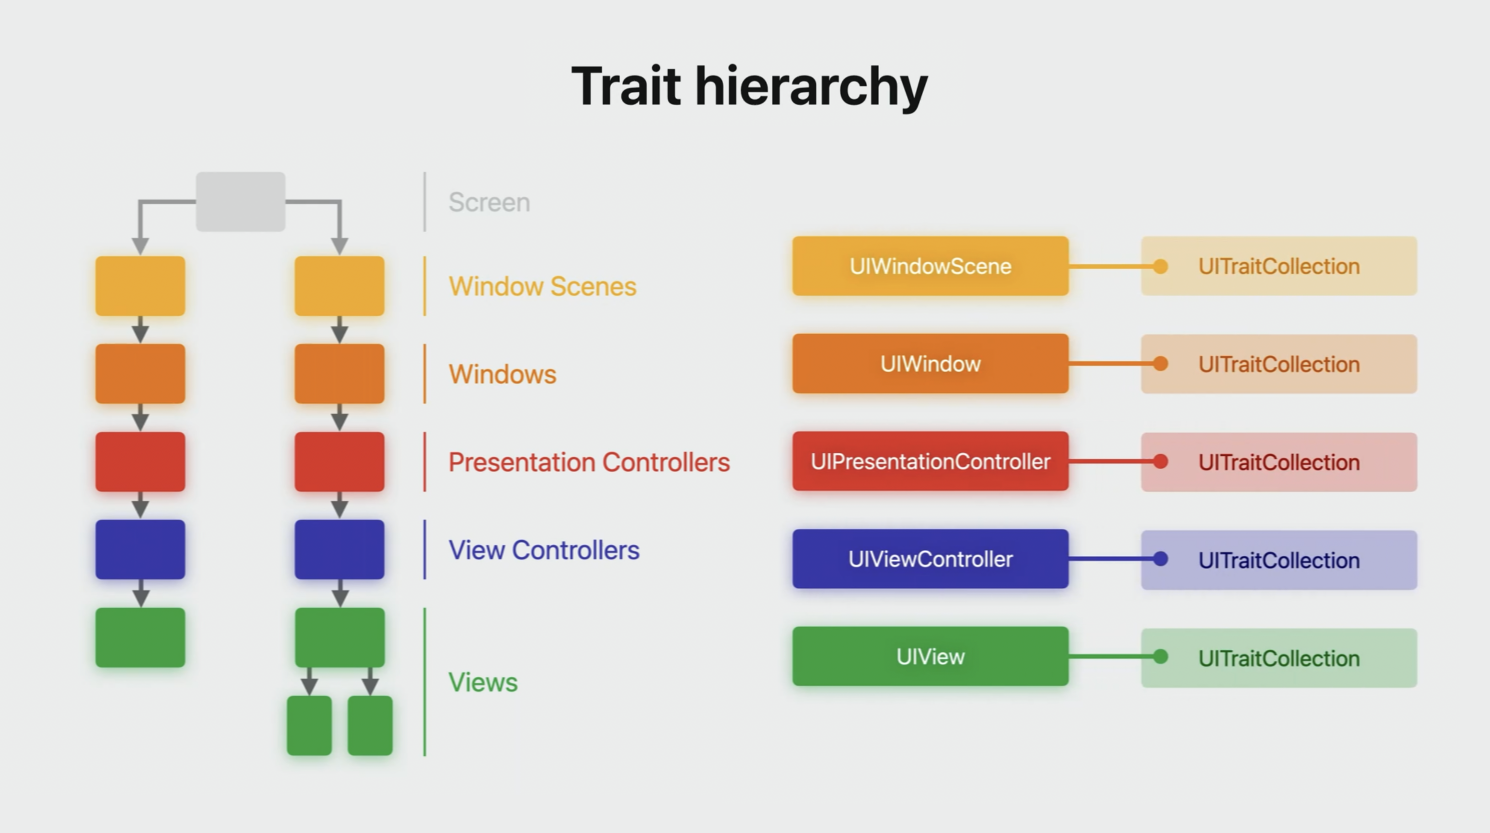 Trait hierarchy
Screen
Window Scenes
Windows
Presentation Controllers
View Controllers
Views
UIWindowScene
UITraitCollection
UIWindow
UITraitCollection
UIPresentationController
UITraitCollection
UIViewController
UITraitCollection
UIView
UITraitCollection